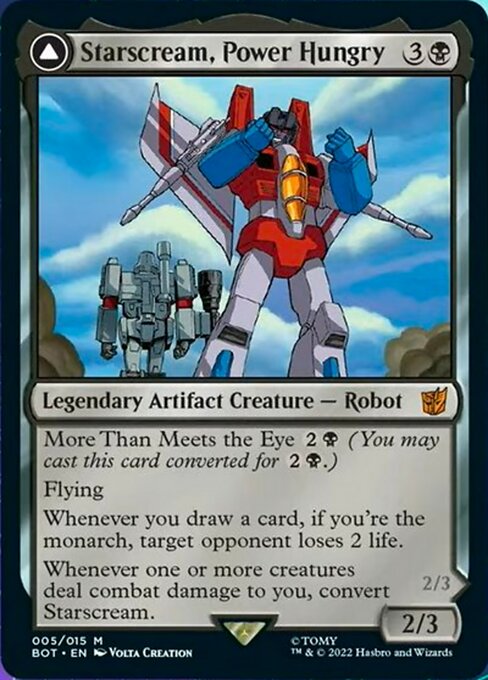 Starscream, Power Hungry 3
Legendary Artifact Creature — Robot
More Than Meets the Eye 2 (You may
cast this card converted for 2 .)
Flying
Whenever you draw a card, if you're the
monarch, target opponent loses 2 life.
Whenever one or more creatures
deal combat damage to you, convert
Starscream.
2/3
2/3
005/015 M
BOT • EN Volta Creation
© TOMY
™ & © 2022 Hasbro and Wizards